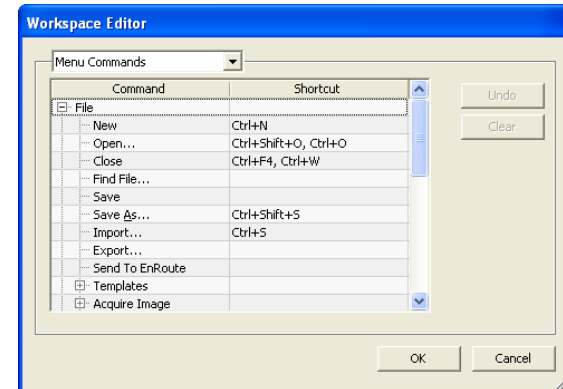 Workspace Editor
Menu Commands
Command Shortcut
Undo
File
New Ctrl+N
Clear
Open... Ctrl+Shift+O, Ctrl+O
Close Ctrl+F4, Ctrl+W
Find File...
Save
Save As... Ctrl+Shift+S
Import... Ctrl+S
Export...
Send To EnRoute
Templates
Acquire Image
OK Cancel